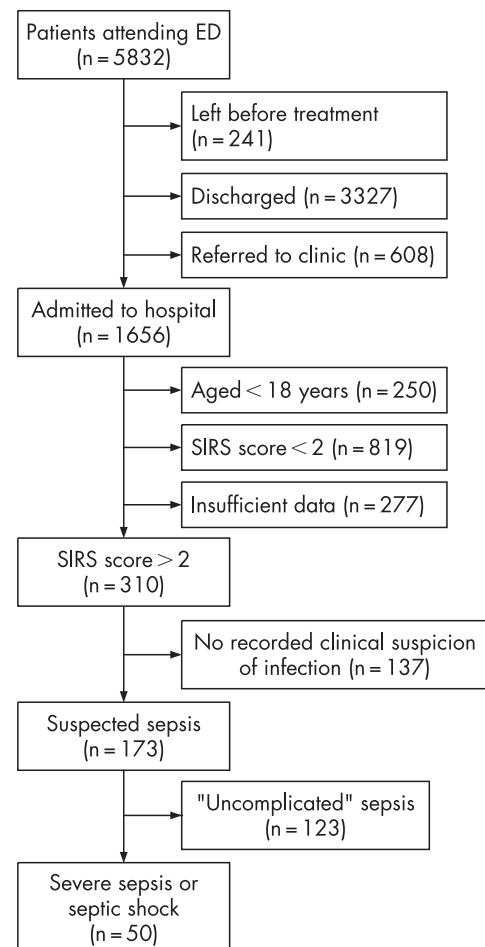 Patients attending ED
(n = 5832)
Left before treatment
(n = 241)
Discharged (n = 3327)
Referred to clinic (n = 608)
Admitted to hospital
(n = 1656)
Aged < 18 years (n = 250)
SIRS score < 2 (n = 819)
Insufficient data (n = 277)
SIRS score > 2
(n = 310)
No recorded clinical suspicion
of infection (n = 137)
Suspected sepsis
(n = 173)
"Uncomplicated" sepsis
(n = 123)
Severe sepsis or
septic shock
(n = 50)